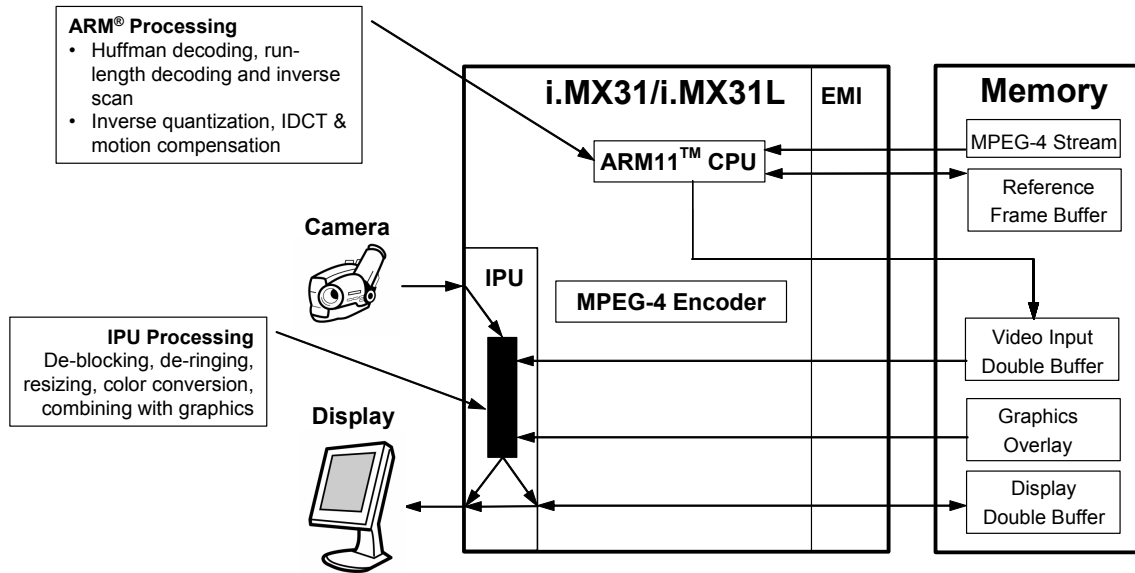 ARM® Processing
• Huffman decoding, run-
length decoding and inverse
scan
• Inverse quantization, IDCT &
motion compensation
i.MX31/i.MX31L
EMI
Memory
ARM11™ CPU
MPEG-4 Stream
Reference
Frame Buffer
Camera
IPU
MPEG-4 Encoder
IPU Processing
De-blocking, de-ringing,
resizing, color conversion,
combining with graphics
Video Input
Double Buffer
Display
Graphics
Overlay
Display
Double Buffer